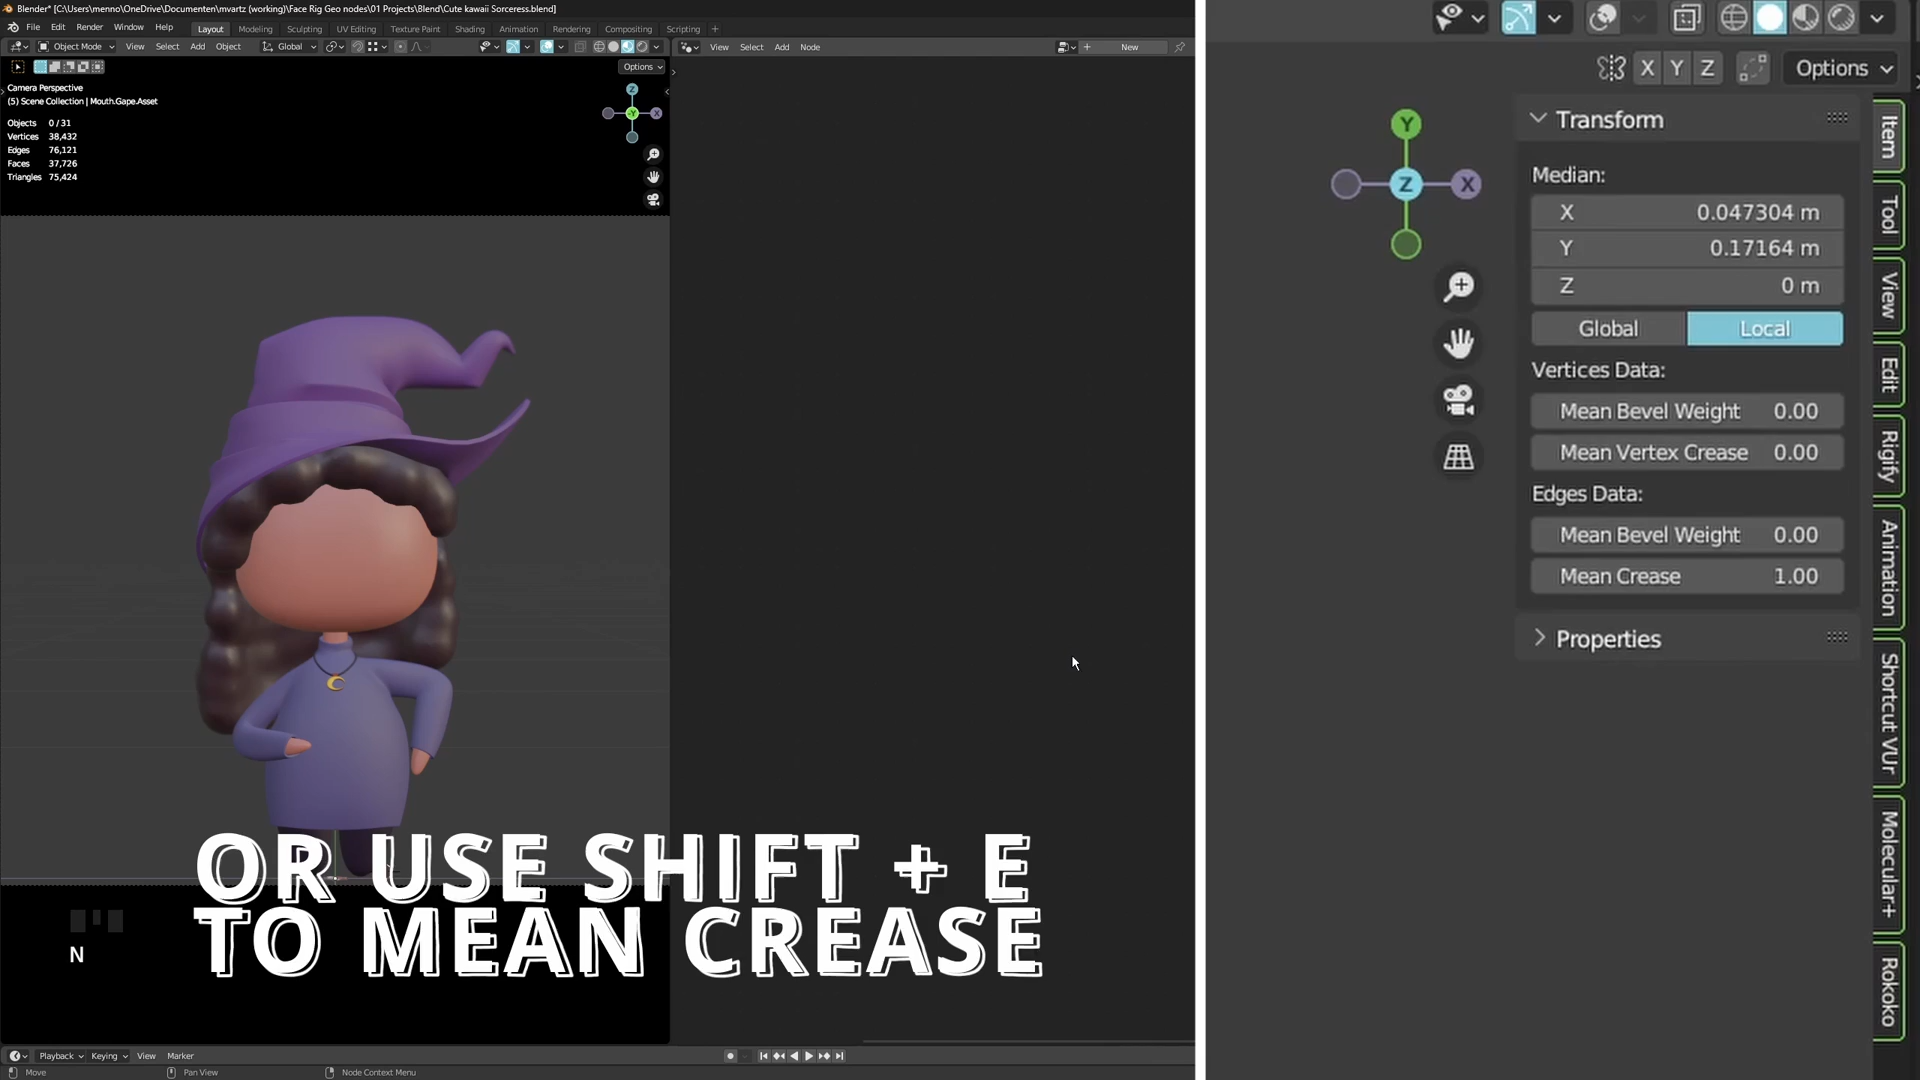 Blender* [C:\Users\menno\OneDrive\Documenten\mvartz (working)\Face Rig Geo nodes\01 Projects\Blend\Cute kawaii Sorceress.blend]
File Edit Render Window Help Layout Modeling Sculpting UV Editing Texture Paint Shading Animation Rendering Compositing Scripting +
Object Mode View Select Add Object Global
View Select Add Node + New
Options
Camera Perspective
(5) Scene Collection | Mouth.Gape.Asset
Objects 0 / 31
Vertices 38,432
Edges 76,121
Faces 37,726
Triangles 75,424
Z
Y
X
OR USE SHIFT + E
TO MEAN CREASE
N
Playback Keying View Marker
Move Pan View Node Context Menu
X Y Z Options
Y
Z
X
Transform
Median:
X 0.047304 m
Y 0.17164 m
Z 0 m
Global Local
Vertices Data:
Mean Bevel Weight 0.00
Mean Vertex Crease 0.00
Edges Data:
Mean Bevel Weight 0.00
Mean Crease 1.00
Properties
Item
Tool
View
Edit
Rigify
Animation
Shortcut VUr
Molecular+
Rokoko